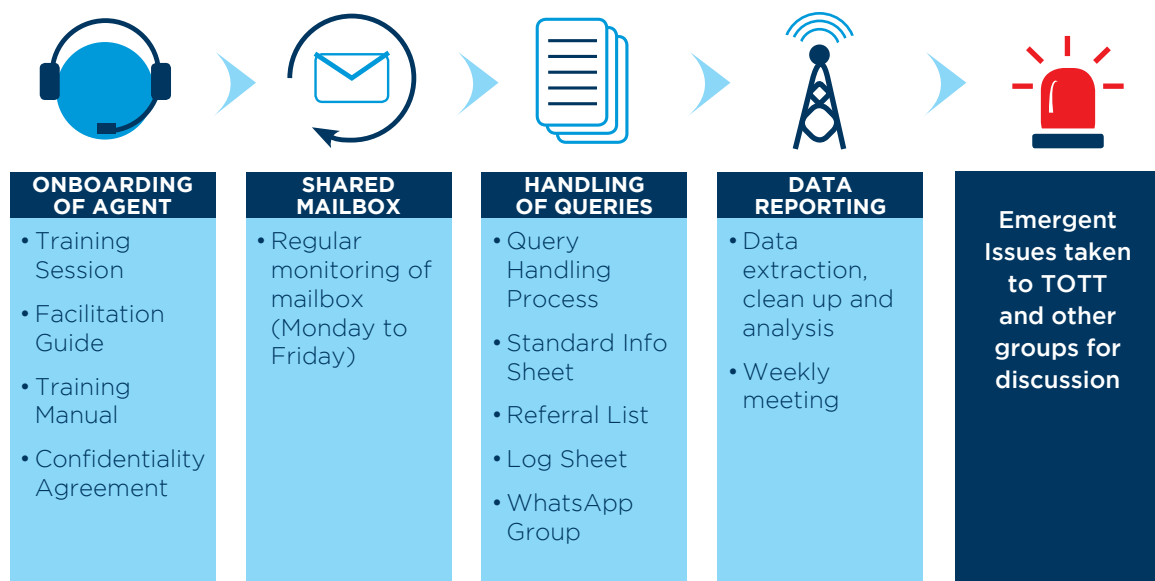 ONBOARDING
OF AGENT
• Training
Session
• Facilitation
Guide
• Training
Manual
• Confidentiality
Agreement
SHARED
MAILBOX
• Regular
monitoring of
mailbox
(Monday to
Friday)
HANDLING
OF QUERIES
• Query
Handling
Process
• Standard Info
Sheet
• Referral List
• Log Sheet
• WhatsApp
Group
DATA
REPORTING
• Data
extraction,
clean up and
analysis
• Weekly
meeting
Emergent
Issues taken
to TOTT
and other
groups for
discussion